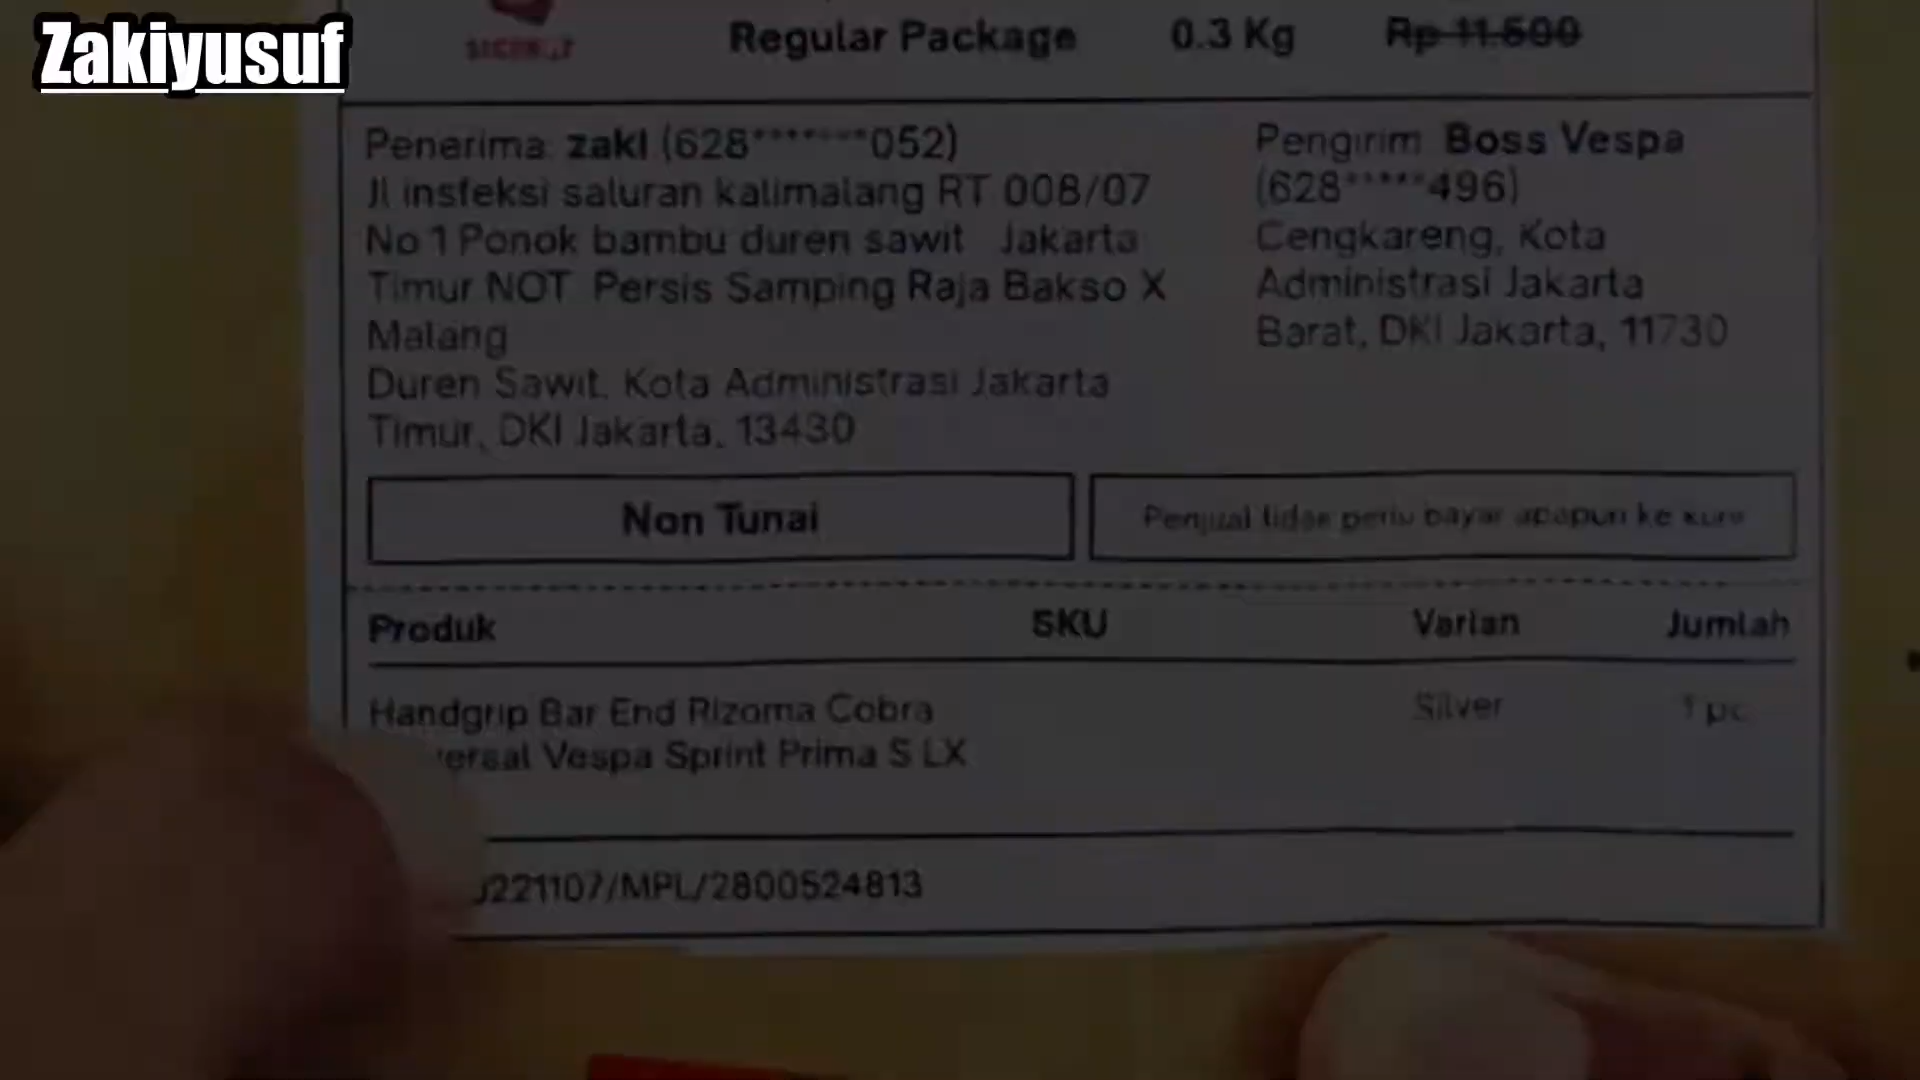 Zakiyusuf
Regular Package 0.3 Kg Rp 11.500
Penerima: zaki (628*******052)
Jl insfeksi saluran kalimalang RT 008/07
No 1 Ponok bambu duren sawit Jakarta
Timur NOT Persis Samping Raja Bakso X
Malang
Duren Sawit, Kota Administrasi Jakarta
Timur, DKI Jakarta, 13430
Pengirim Boss Vespa
(628*****496)
Cengkareng, Kota
Administrasi Jakarta
Barat, DKI Jakarta, 11730
Non Tunai
Penjual tidak perlu bayar apapun ke
Produk SKU Varian Jumlah
Handgrip Bar End Rizoma Cobra Silver 1 pc
Vespa Sprint Prima S LX
221107/MPL/2800524813